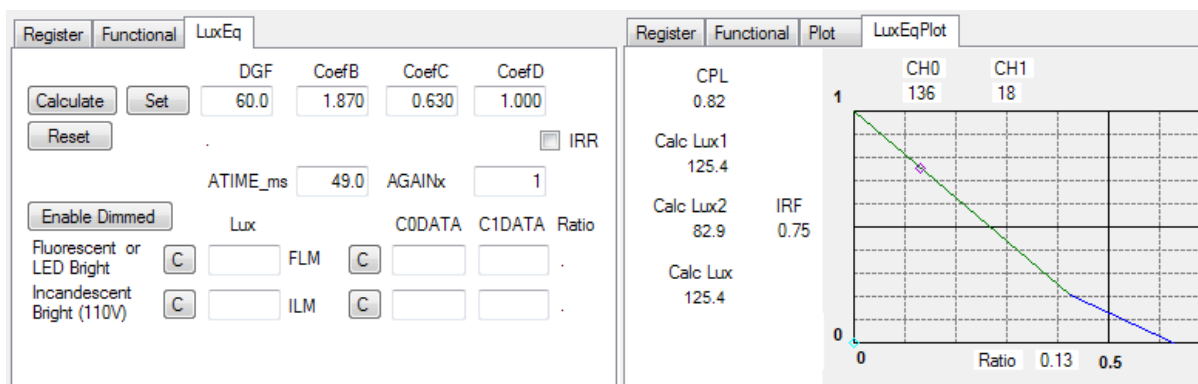 Register Functional LuxEq
DGF CoefB CoefC CoefD
Calculate Set 60.0 1.870 0.630 1.000
Reset . IRR
ATIME_ms 49.0 AGAINx 1
Enable Dimmed Lux C0DATA C1DATA Ratio
Fluorescent or
LED Bright C FLM C .
Incandescent
Bright (110V) C ILM C .
Register Functional Plot LuxEqPlot
CPL CH0 CH1
0.82 136 18
1
Calc Lux1
125.4
Calc Lux2 IRF
82.9 0.75
Calc Lux
125.4
0
0 Ratio 0.13 0.5